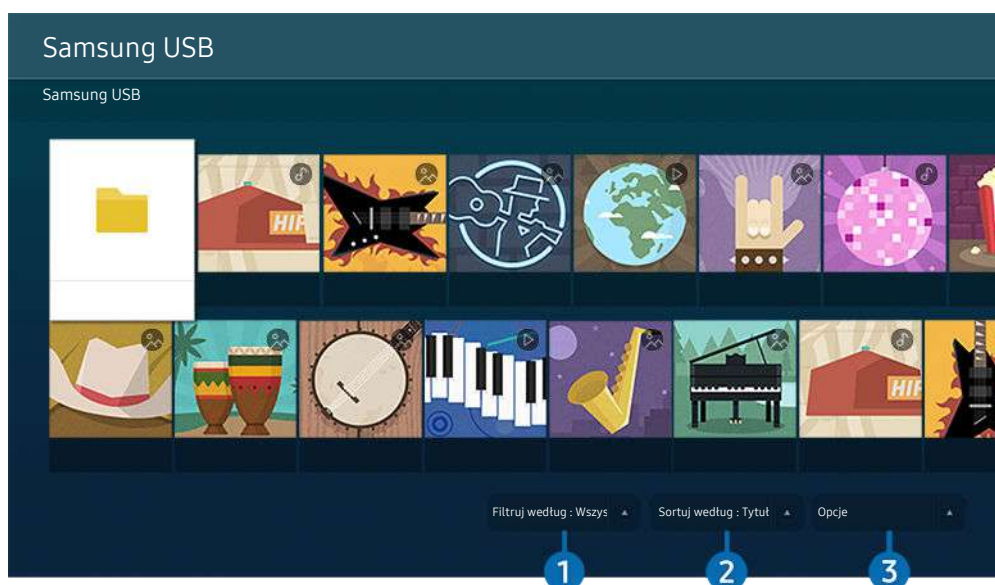 Samsung USB
Samsung USB
HIP
HIP
Filtruj według : Wszys
Sortuj według : Tytuł
Opcje
1
2
3